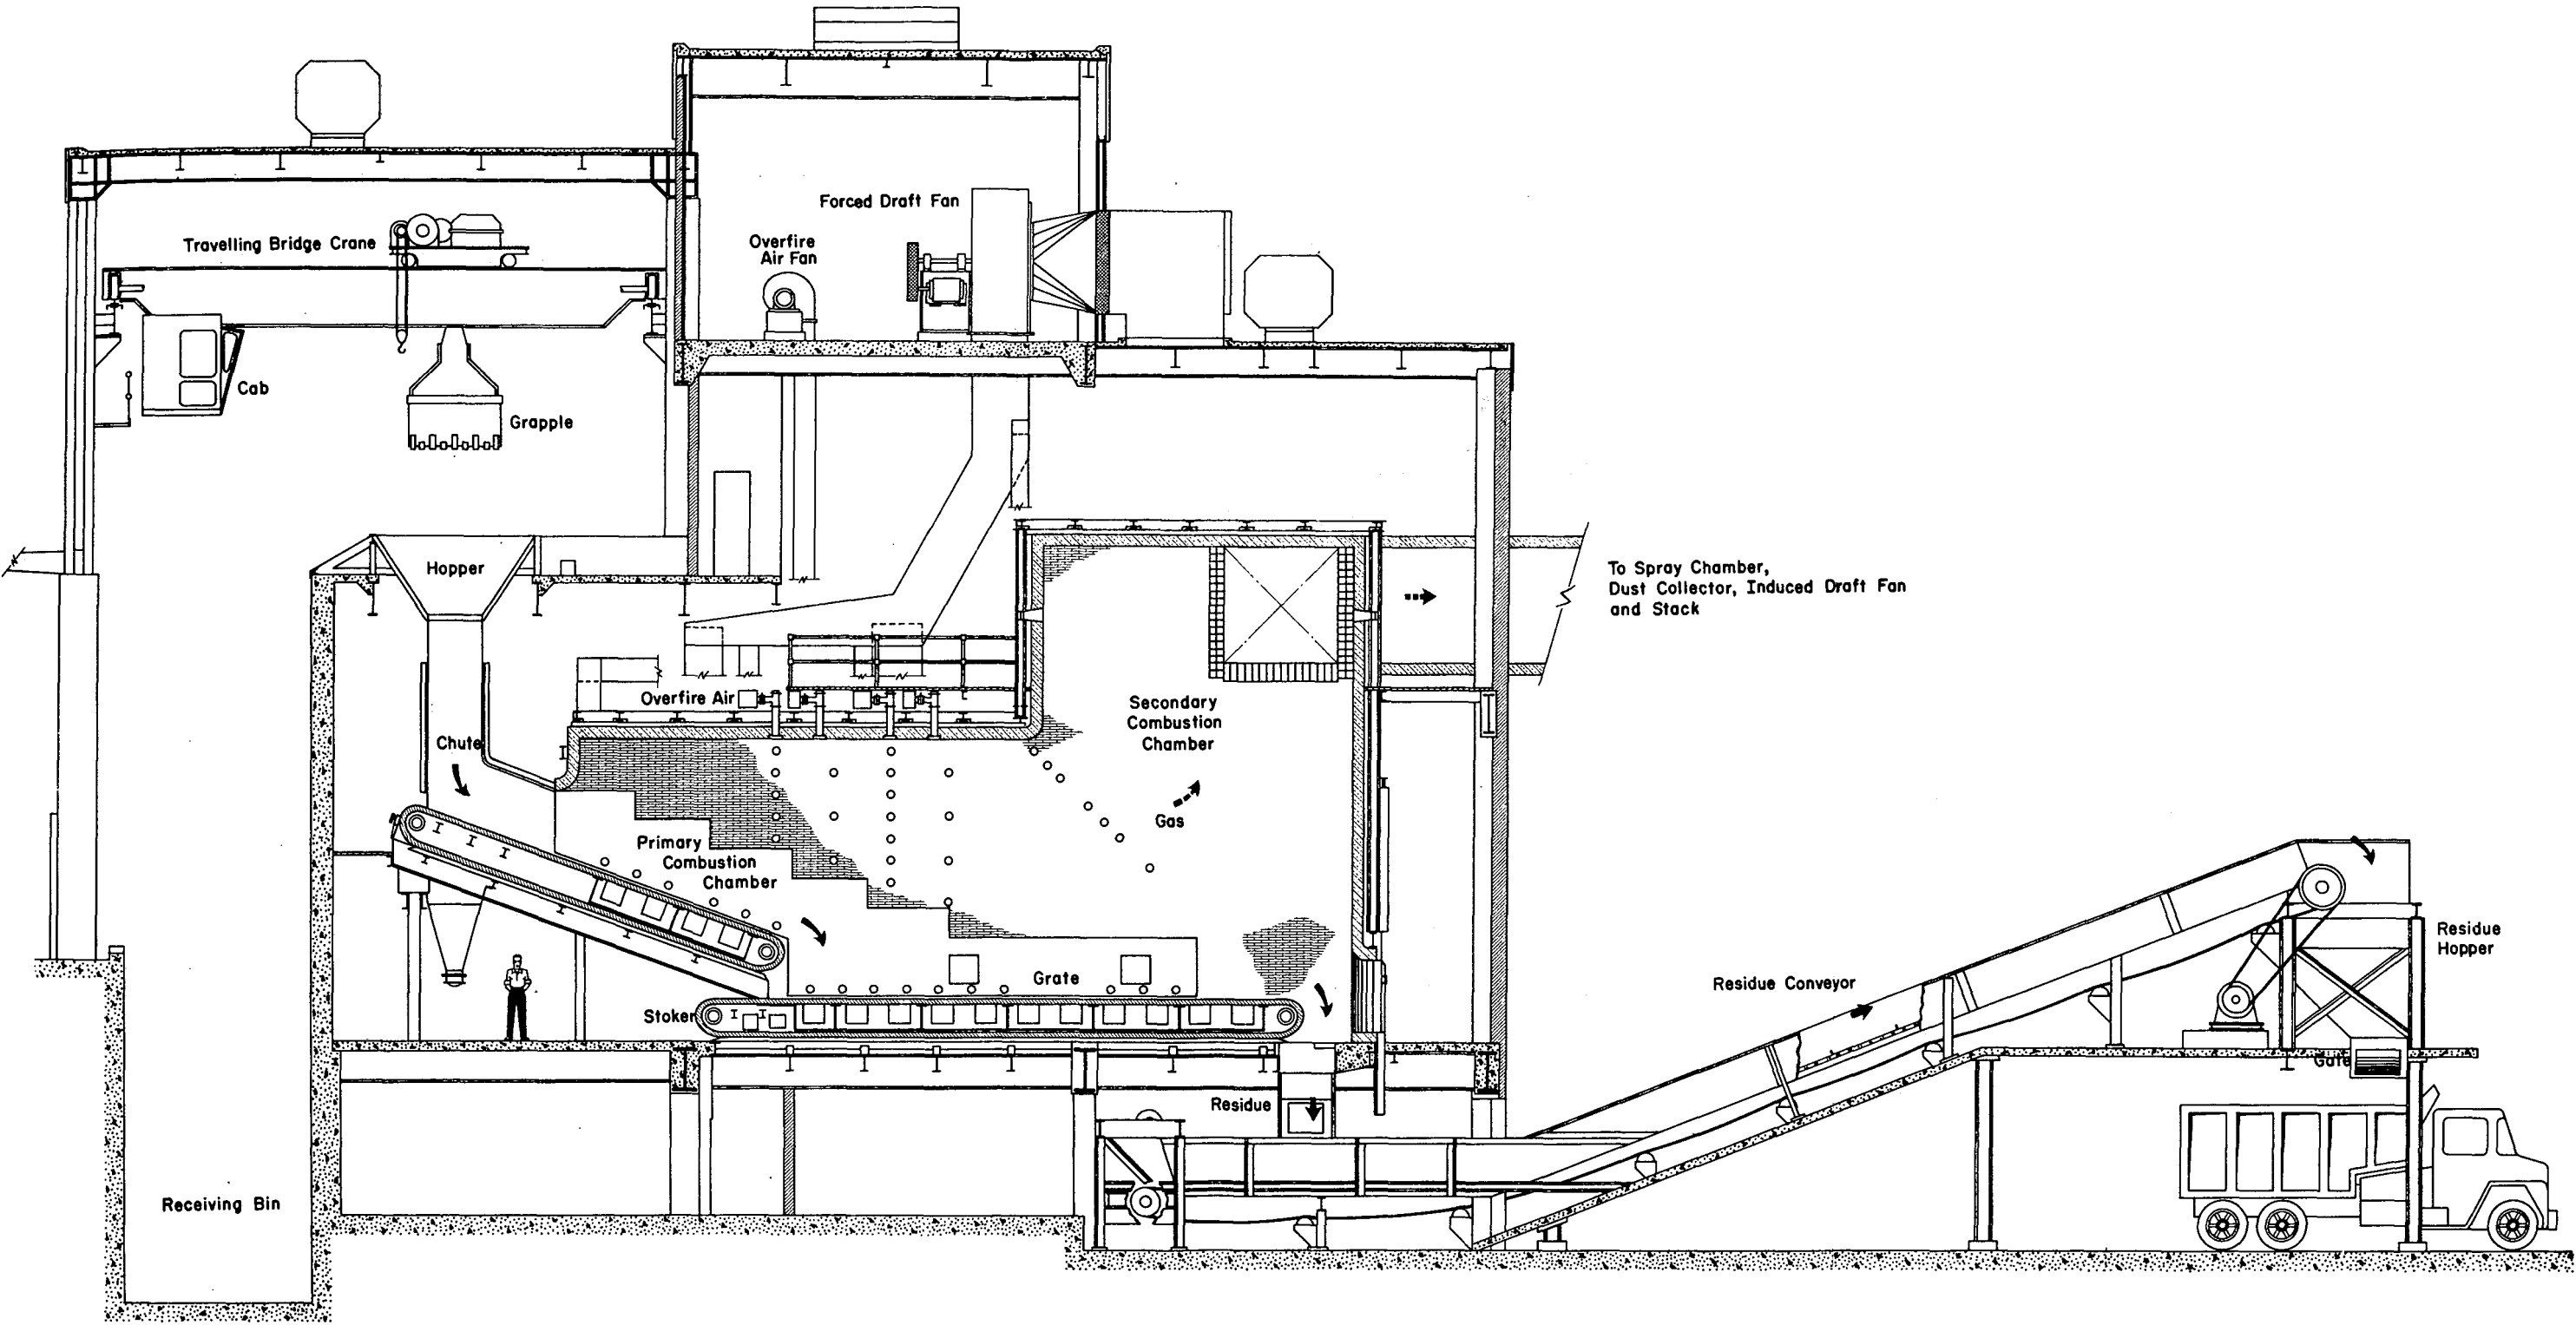 Forced Draft Fan
Travelling Bridge Crane
Overfire
Air Fan
Cab
Grapple
Hopper
To Spray Chamber,
Dust Collector, Induced Draft Fan
and Stack
Overfire Air
Secondary
Combustion
Chamber
Chute
Gas
Primary
Combustion
Chamber
Residue
Hopper
Grate
Residue Conveyor
Stoker
Gate
Residue
Receiving Bin